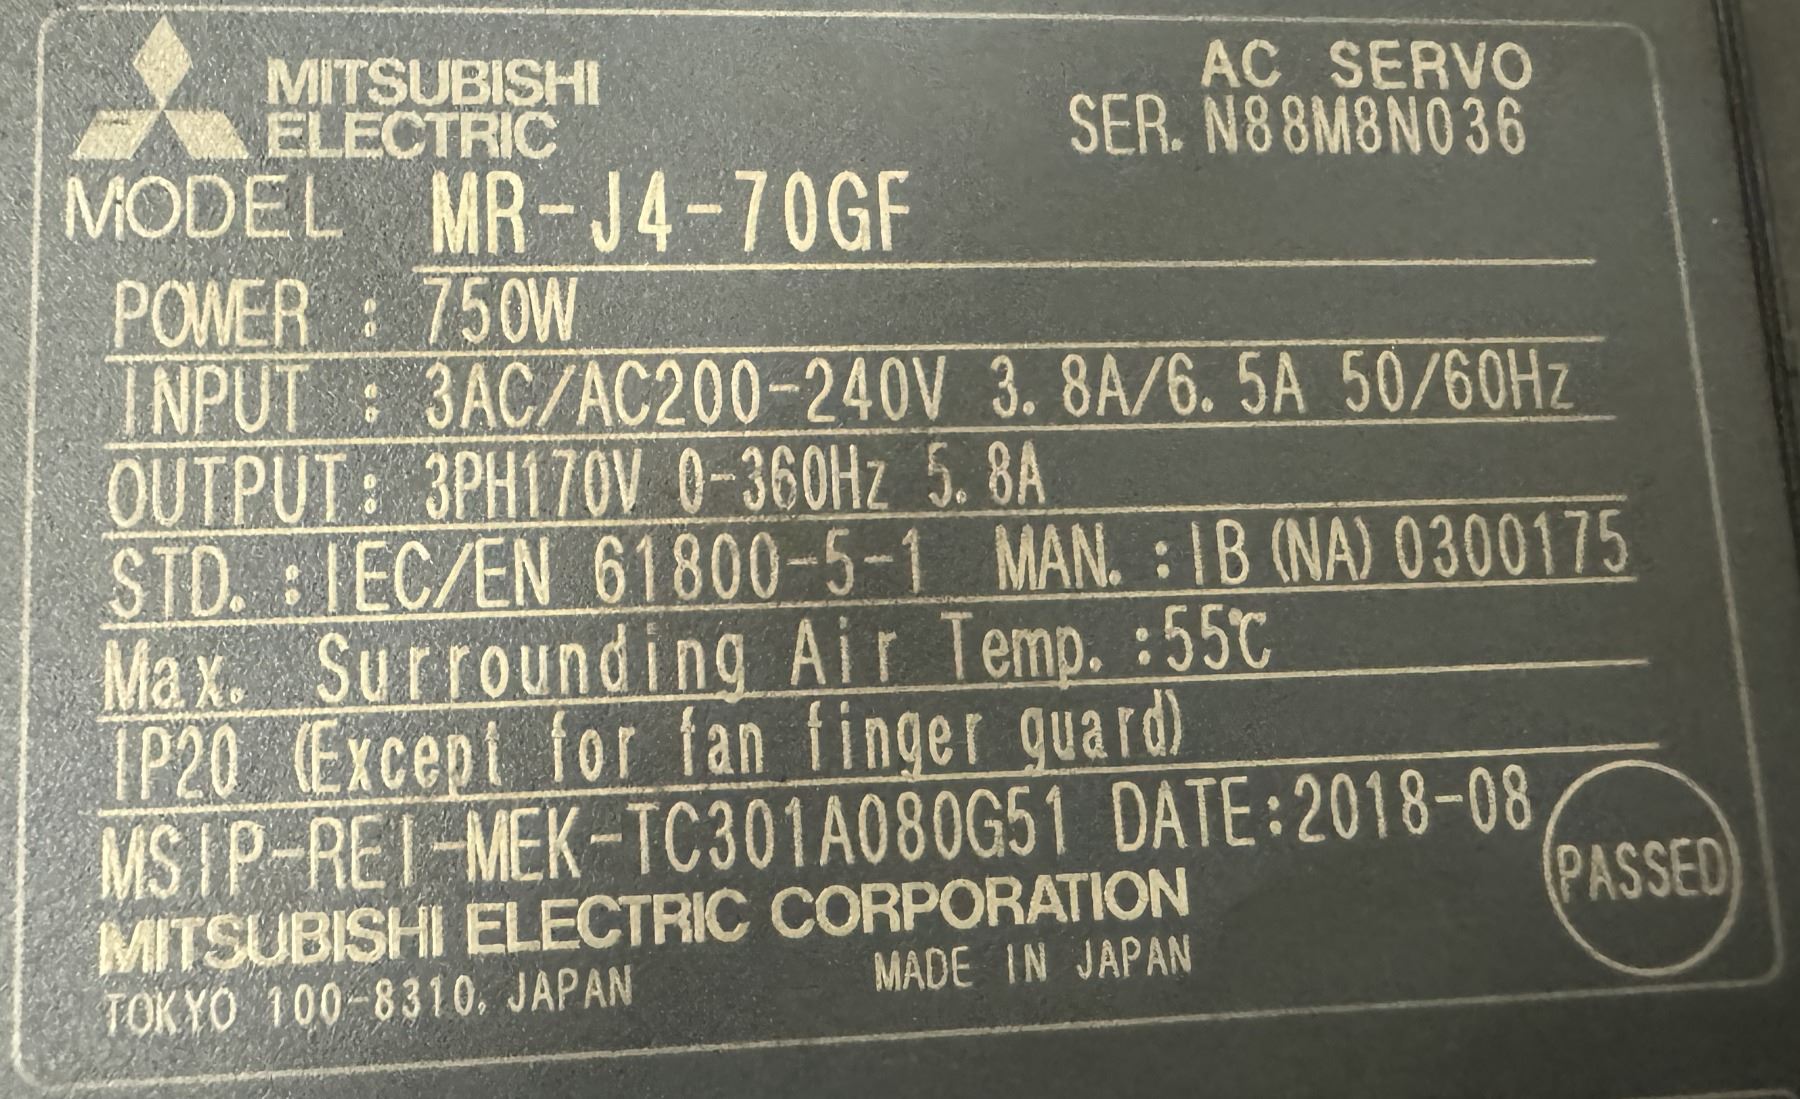 MITSUBISHI
ELECTRIC
AC SERVO
SER. N88M8N036
MODEL MR-J4-70GF
POWER : 750W
INPUT : 3AC/AC200-240V 3.8A/6.5A 50/60Hz
OUTPUT: 3PH170V 0-360Hz 5.8A
STD. :IEC/EN 61800-5-1 MAN. :IB(NA)0300175
Max. Surrounding Air Temp. :55℃
IP20 (Except for fan finger guard)
MSIP-REI-MEK-TC301A080G51 DATE:2018-08
PASSED
MITSUBISHI ELECTRIC CORPORATION
TOKYO 100-8310, JAPAN MADE IN JAPAN